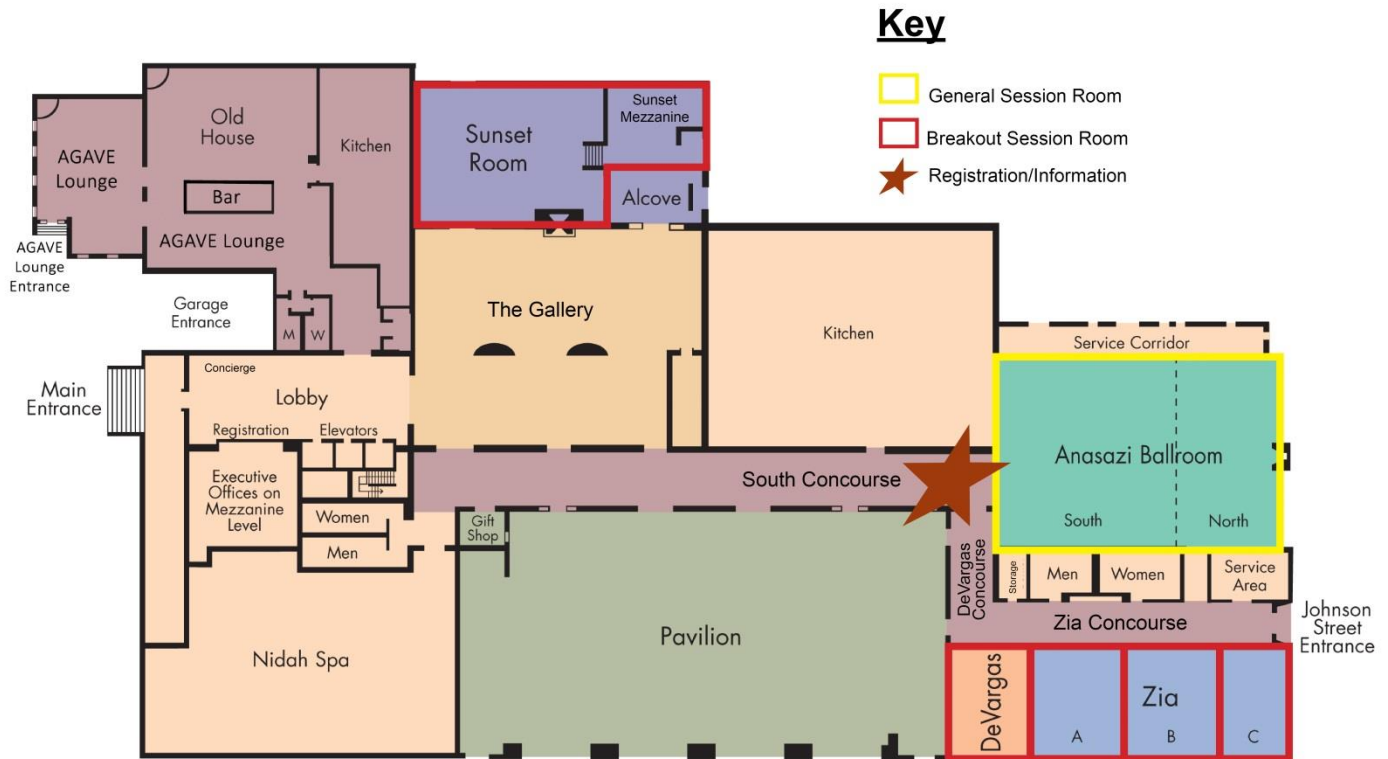 Key
General Session Room
Breakout Session Room
Registration/Information
Old
House
Kitchen
AGAVE
Lounge
Bar
AGAVE Lounge
AGAVE
Lounge
Entrance
Garage
Entrance
M
W
Sunset
Room
Sunset
Mezzanine
Alcove
The Gallery
Kitchen
Service Corridor
Main
Entrance
Concierge
Lobby
Registration
Elevators
Executive
Offices on
Mezzanine
Level
Women
Men
South Concourse
Gift
Shop
Anasazi Ballroom
South
North
DeVargas
Concourse
Storage
Men
Women
Service
Area
Zia Concourse
Johnson
Street
Entrance
Nidah Spa
Pavilion
DeVargas
Zia
A
B
C